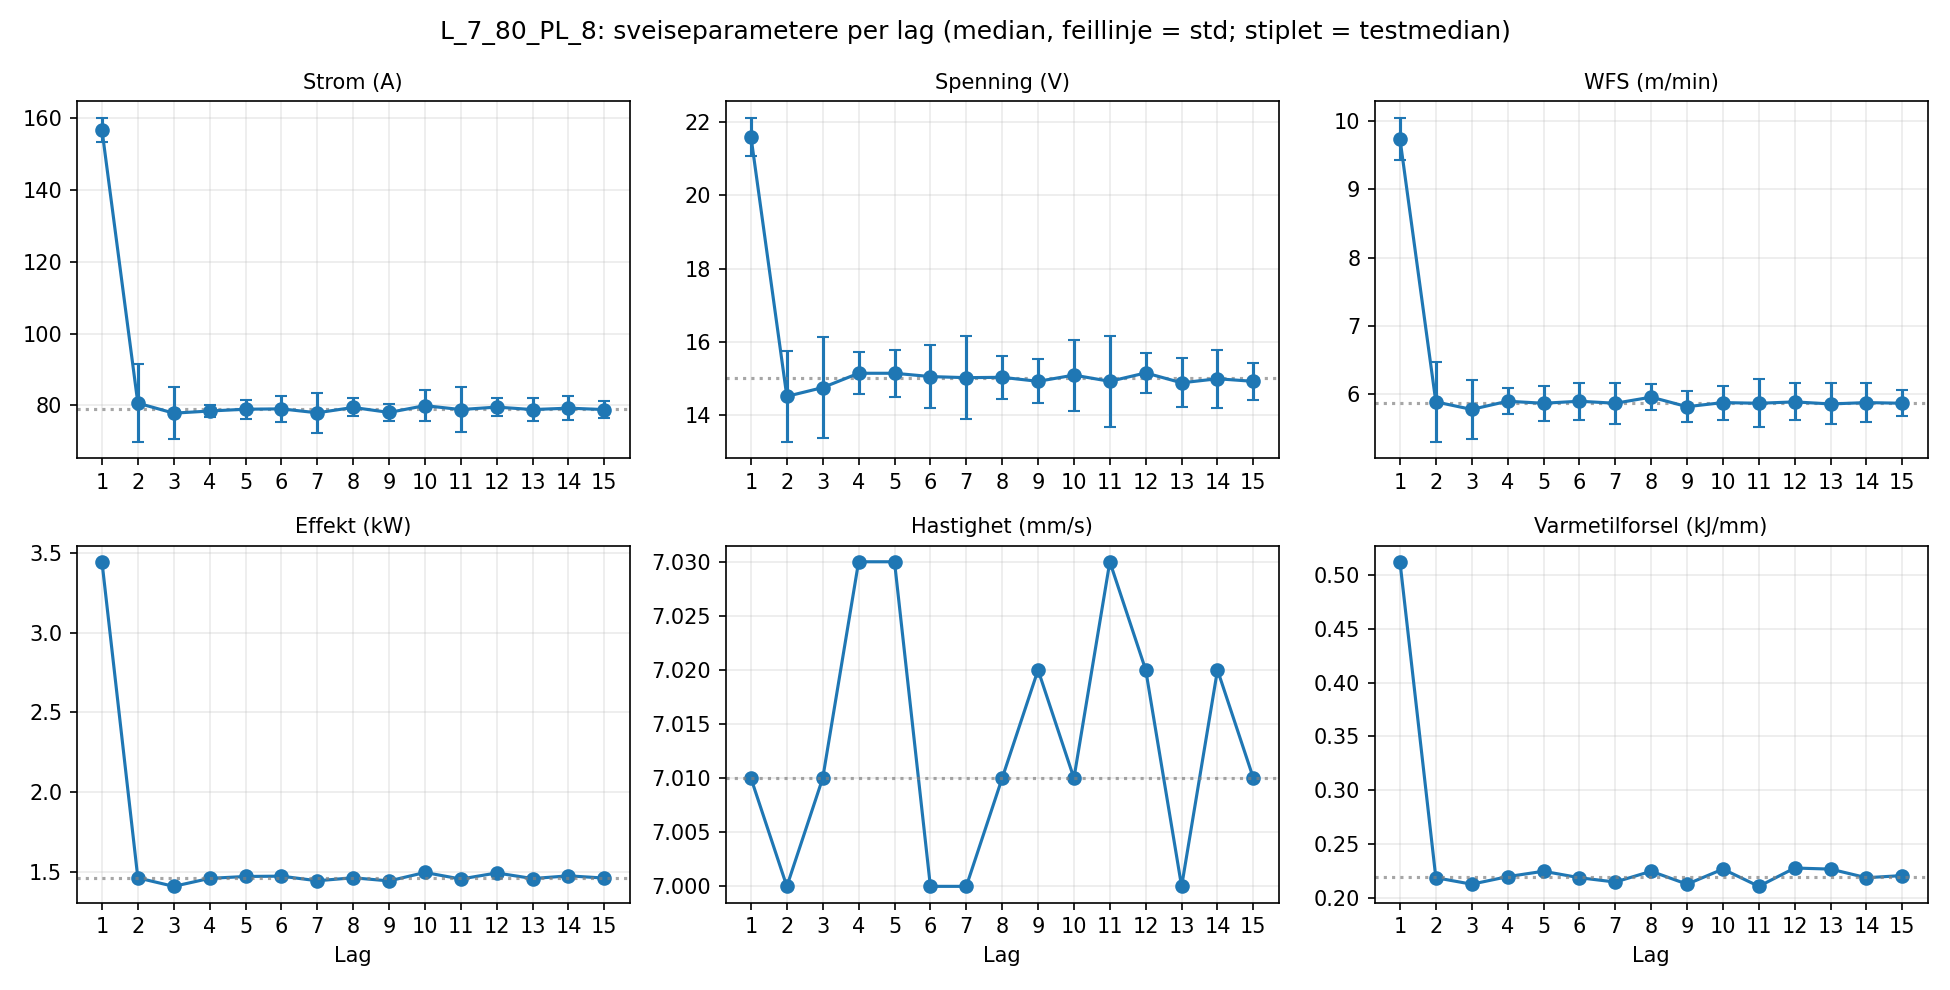 L_7_80_PL_8: sveiseparametere per lag (median, feillinje = std; stiplet = testmedian)
Strom (A)
160
140
120
100
80
1 2 3 4 5 6 7 8 9 10 11 12 13 14 15
Spenning (V)
22
20
18
16
14
1 2 3 4 5 6 7 8 9 10 11 12 13 14 15
WFS (m/min)
10
9
8
7
6
1 2 3 4 5 6 7 8 9 10 11 12 13 14 15
Effekt (kW)
3.5
3.0
2.5
2.0
1.5
1 2 3 4 5 6 7 8 9 10 11 12 13 14 15
Lag
Hastighet (mm/s)
7.030
7.025
7.020
7.015
7.010
7.005
7.000
1 2 3 4 5 6 7 8 9 10 11 12 13 14 15
Lag
Varmetilforsel (kJ/mm)
0.50
0.45
0.40
0.35
0.30
0.25
0.20
1 2 3 4 5 6 7 8 9 10 11 12 13 14 15
Lag